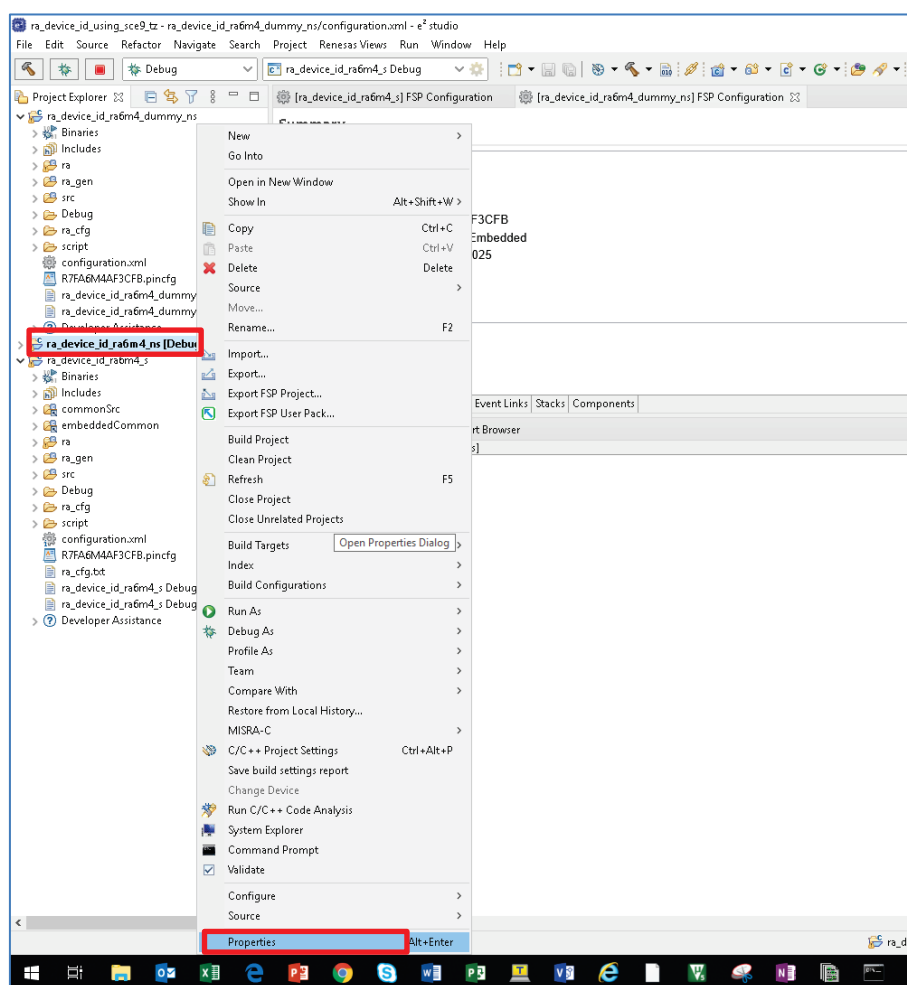 ra_device_id_using_sce9_tz - ra_device_id_ra6m4_dummy_ns/configuration.xml - e² studio
File Edit Source Refactor Navigate Search Project Renesas Views Run Window Help
Debug ra_device_id_ra6m4_s Debug
Project Explorer [ra_device_id_ra6m4_s] FSP Configuration [ra_device_id_ra6m4_dummy_ns] FSP Configuration
ra_device_id_ra6m4_dummy_ns
Binaries
Includes
ra
ra_gen
src
Debug
ra_cfg
script
configuration.xml
R7FA6M4AF3CFB.pincfg
ra_device_id_ra6m4_dummy
ra_device_id_ra6m4_dummy
Developer Assistance
ra_device_id_ra6m4_ns [Debu
ra_device_id_ra6m4_s
Binaries
Includes
commonSrc
embeddedCommon
ra
ra_gen
src
Debug
ra_cfg
script
configuration.xml
R7FA6M4AF3CFB.pincfg
ra_cfg.txt
ra_device_id_ra6m4_s Debug
ra_device_id_ra6m4_s Debug
Developer Assistance
Summary
F3CFB
Embedded
025
Event Links Stacks Components
rt Browser
s]
New
Go Into
Open in New Window
Show In Alt+Shift+W >
Copy Ctrl+C
Paste Ctrl+V
Delete Delete
Source
Move...
Rename... F2
Import...
Export...
Export FSP Project...
Export FSP User Pack...
Build Project
Clean Project
Refresh F5
Close Project
Close Unrelated Projects
Build Targets
Open Properties Dialog
Index
Build Configurations
Run As
Debug As
Profile As
Team
Compare With
Restore from Local History...
MISRA-C
C/C++ Project Settings Ctrl+Alt+P
Save build settings report
Change Device
Run C/C++ Code Analysis
System Explorer
Command Prompt
Validate
Configure
Source
Properties Alt+Enter
ra_d